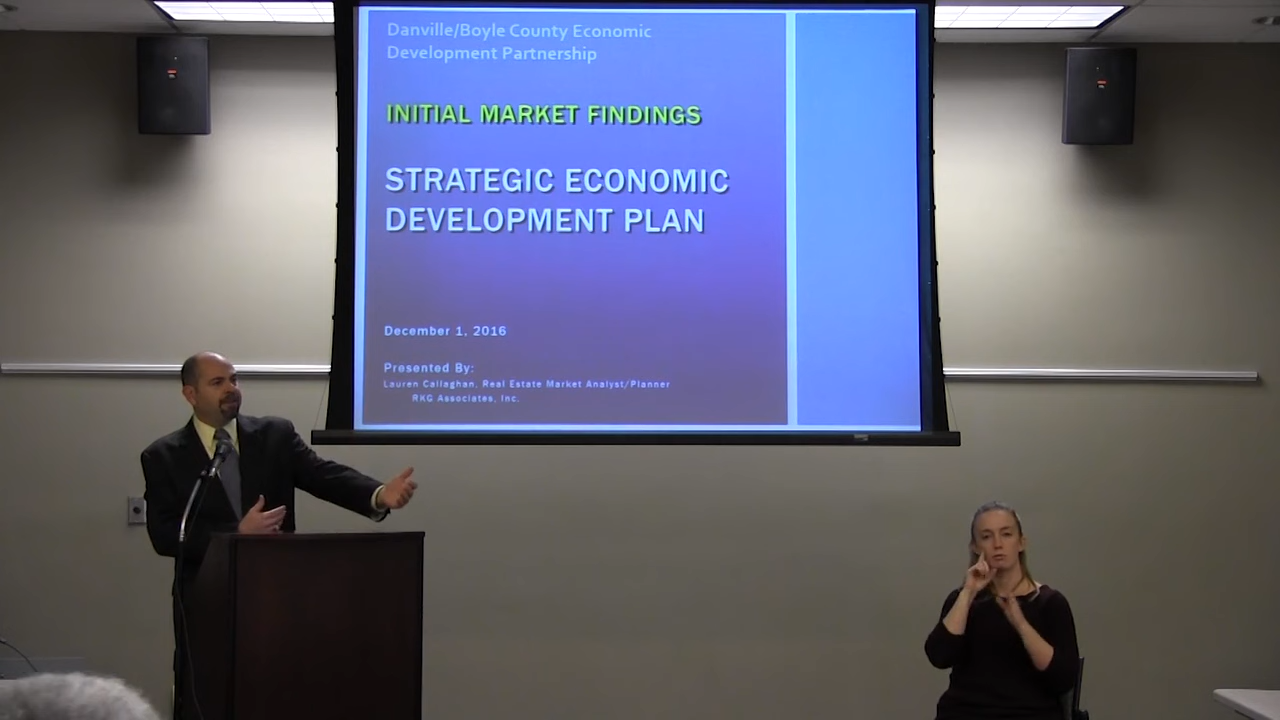 Danville/Boyle County Economic
Development Partnership
INITIAL MARKET FINDINGS
STRATEGIC ECONOMIC
DEVELOPMENT PLAN
December 1, 2016
Presented By:
Lauren Callaghan, Real Estate Market Analyst/Planner
RKG Associates, Inc.